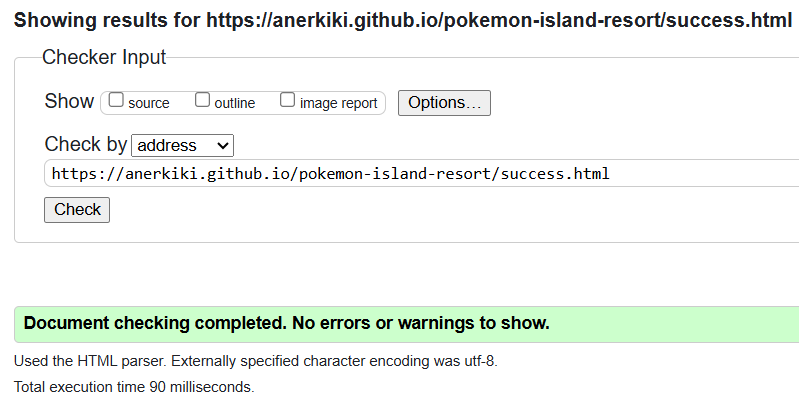 Showing results for https://anerkiki.github.io/pokemon-island-resort/success.html
Checker Input
Show source outline image report Options...
Check by address
https://anerkiki.github.io/pokemon-island-resort/success.html
Check
Document checking completed. No errors or warnings to show.
Used the HTML parser. Externally specified character encoding was utf-8.
Total execution time 90 milliseconds.